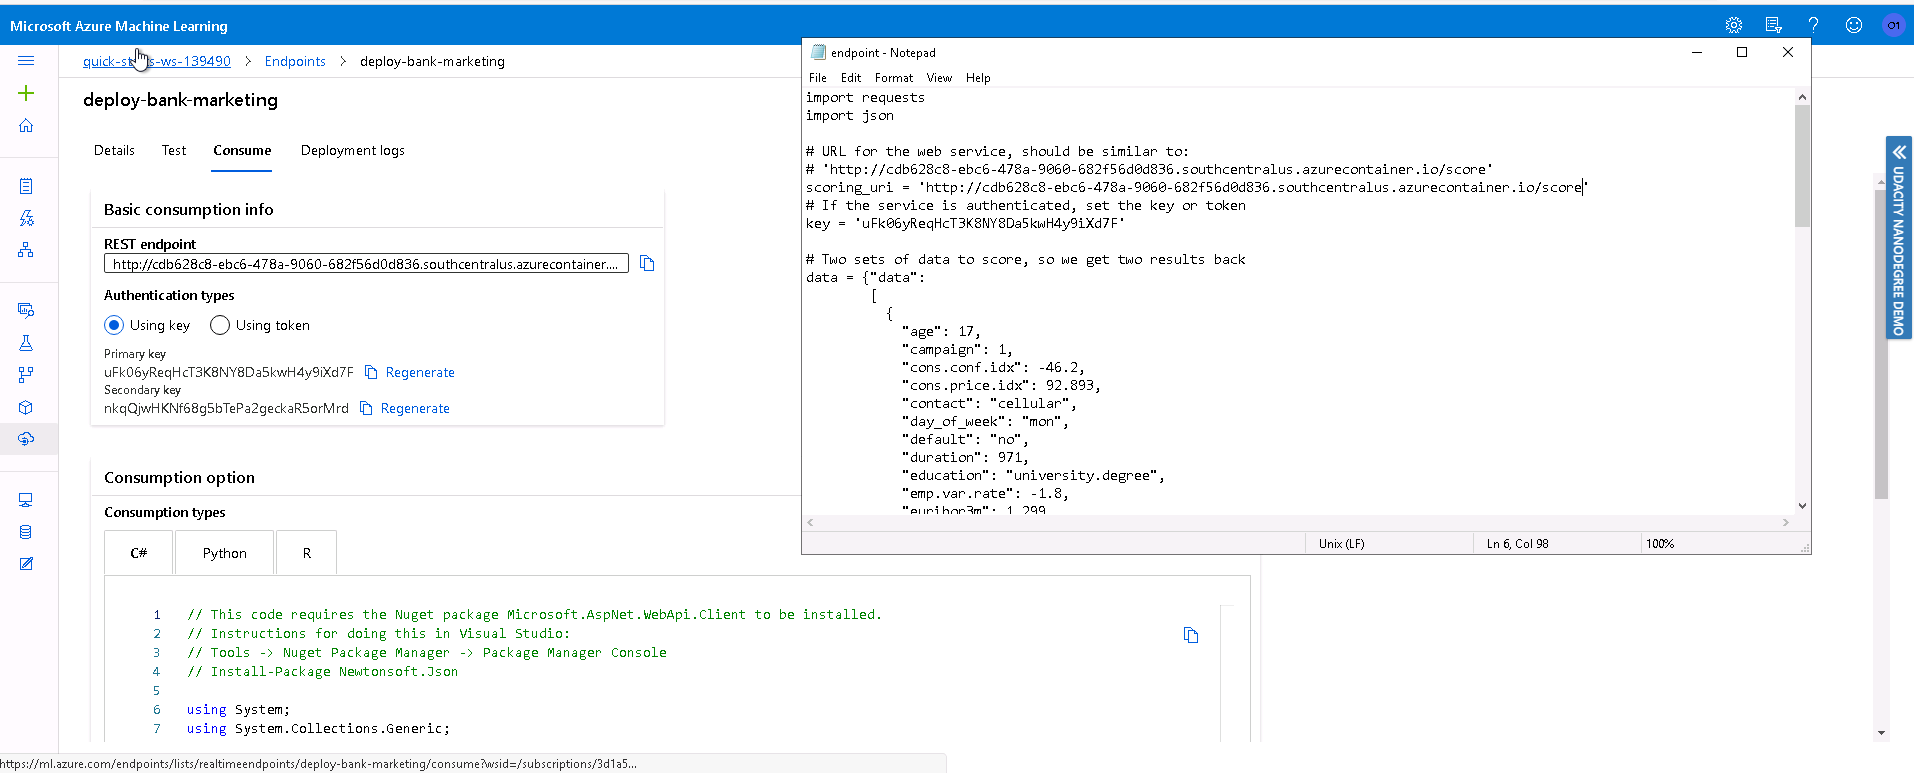 Microsoft Azure Machine Learning
01
quick-st s-ws-139490 > Endpoints > deploy-bank-marketing
deploy-bank-marketing
Details Test Consume Deployment logs
Basic consumption info
REST endpoint
http://cdb628c8-ebc6-478a-9060-682f56d0d836.southcentralus.azurecontainer....
Authentication types
Using key Using token
Primary key
uFk06yReqHcT3K8NY8Da5kwH4y9iXd7F Regenerate
Secondary key
nkqQjwHKNf68g5bTePa2geckaR5orMrd Regenerate
Consumption option
Consumption types
C# Python R
1 // This code requires the Nuget package Microsoft.AspNet.WebApi.Client to be installed.
2 // Instructions for doing this in Visual Studio:
3 // Tools -> Nuget Package Manager -> Package Manager Console
4 // Install-Package Newtonsoft.Json
5
6 using System;
7 using System.Collections.Generic;
endpoint - Notepad
File Edit Format View Help
import requests
import json
# URL for the web service, should be similar to:
# 'http://cdb628c8-ebc6-478a-9060-682f56d0d836.southcentralus.azurecontainer.io/score'
scoring_uri = 'http://cdb628c8-ebc6-478a-9060-682f56d0d836.southcentralus.azurecontainer.io/score'
# If the service is authenticated, set the key or token
key = 'uFk06yReqHcT3K8NY8Da5kwH4y9iXd7F'
# Two sets of data to score, so we get two results back
data = {"data":
[
{
"age": 17,
"campaign": 1,
"cons.conf.idx": -46.2,
"cons.price.idx": 92.893,
"contact": "cellular",
"day_of_week": "mon",
"default": "no",
"duration": 971,
"education": "university.degree",
"emp.var.rate": -1.8,
"euribor3m": 1.299
Unix (LF) Ln 6, Col 98 100%
UDACITY NANODEGREE DEMO
https://ml.azure.com/endpoints/lists/realtimeendpoints/deploy-bank-marketing/consume?wsid=/subscriptions/3d1a5...